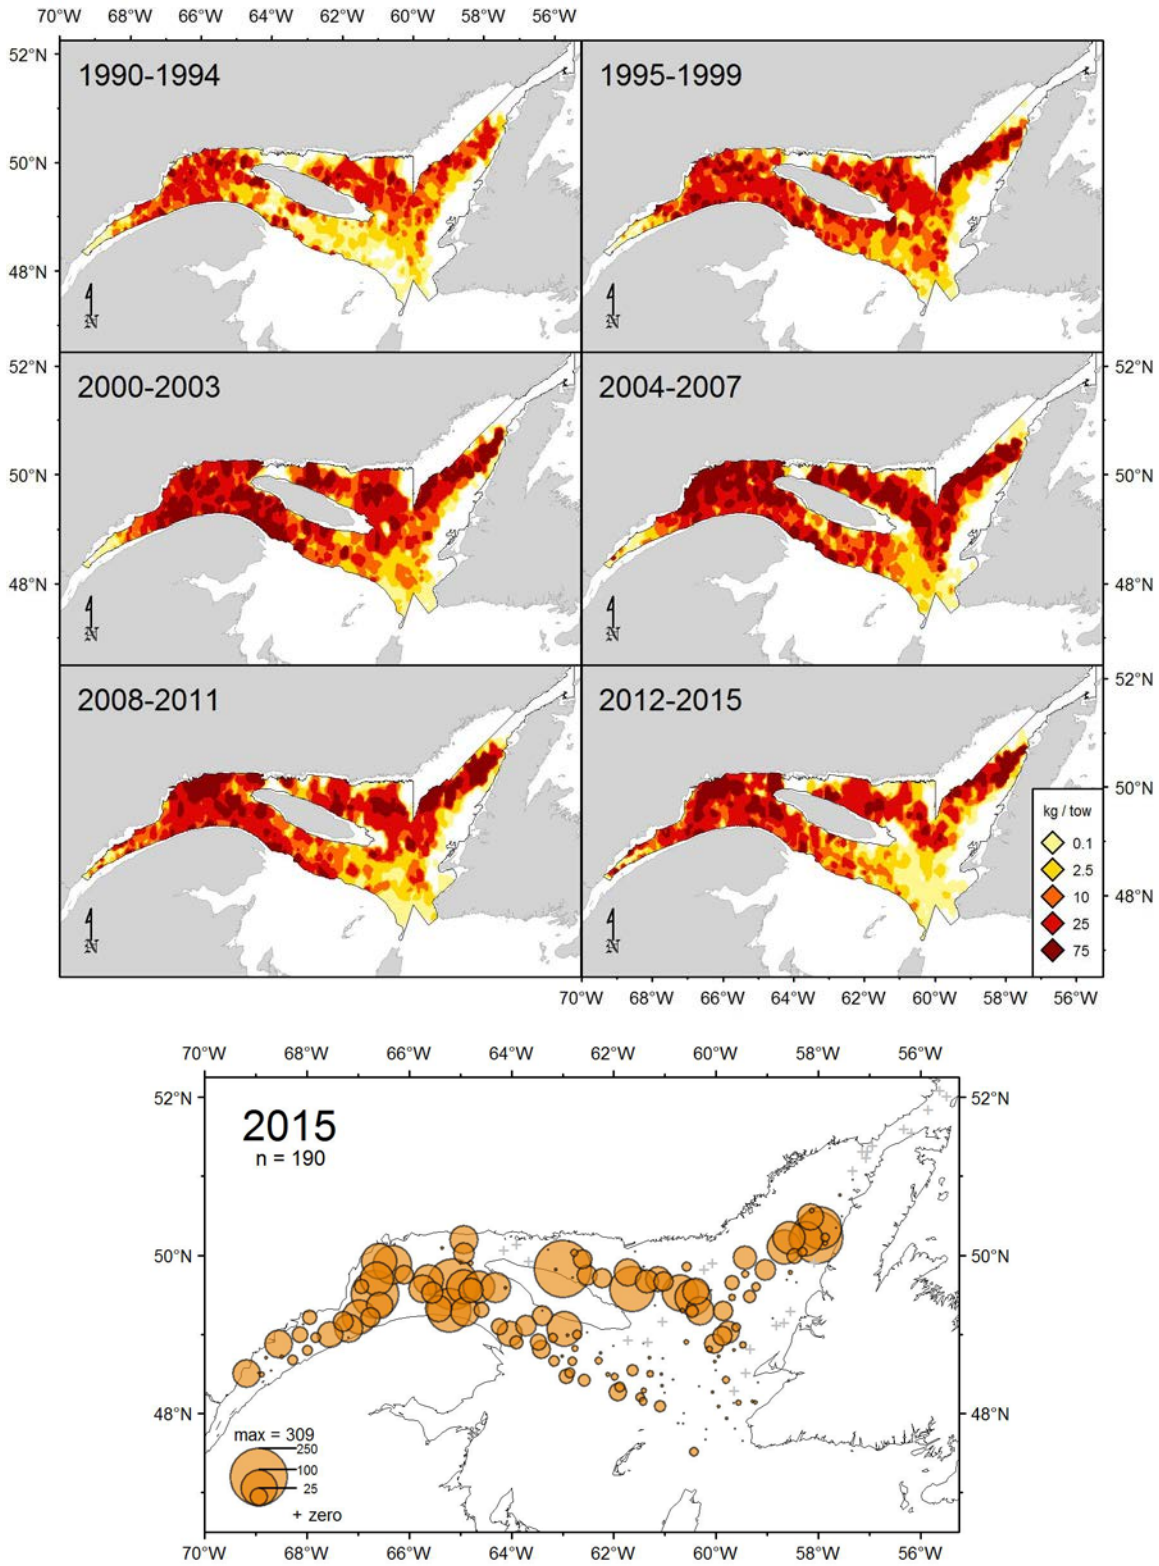 70°W 68°W 66°W 64°W 62°W 60°W 58°W 56°W
52°N
1990-1994 1995-1999
50°N
48°N
N N
52°N 52°N
2000-2003 2004-2007
50°N 50°N
48°N 48°N
N N
52°N
2008-2011 2012-2015
50°N
kg / tow
0.1
2.5
10
48°N
25
N N
75
70°W 68°W 66°W 64°W 62°W 60°W 58°W 56°W
70°W 68°W 66°W 64°W 62°W 60°W 58°W 56°W
52°N 52°N
2015
n = 190
50°N 50°N
48°N 48°N
max = 309
250
100
25
+ zero
70°W 68°W 66°W 64°W 62°W 60°W 58°W 56°W